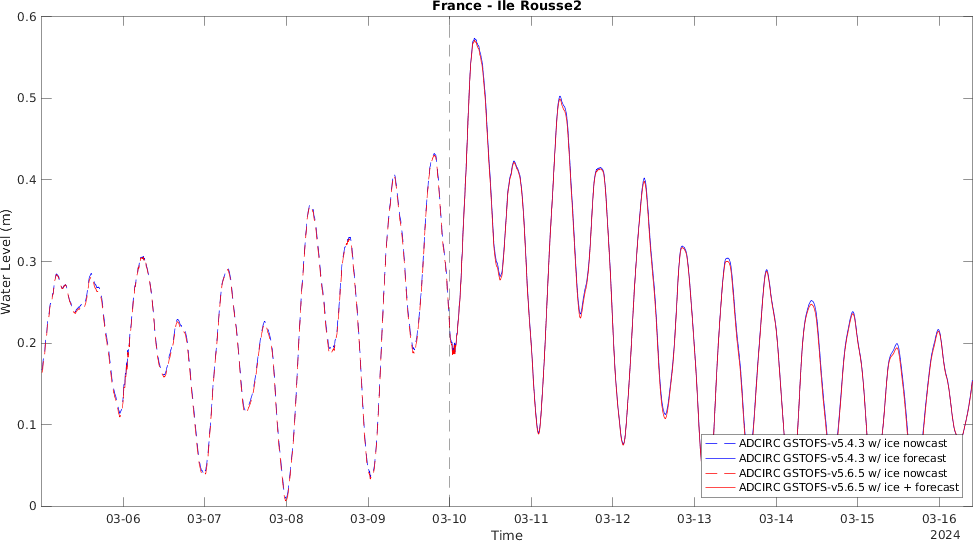 France - Ile Rousse2
0.6
0.5
0.4
0.3
0.2
0.1
0
Water Level (m)
ADCIRC GSTOFS-v5.4.3 w/ ice nowcast
ADCIRC GSTOFS-v5.4.3 w/ ice forecast
ADCIRC GSTOFS-v5.6.5 w/ ice nowcast
ADCIRC GSTOFS-v5.6.5 w/ ice + forecast
03-06 03-07 03-08 03-09 03-10 03-11 03-12 03-13 03-14 03-15 03-16
Time
2024